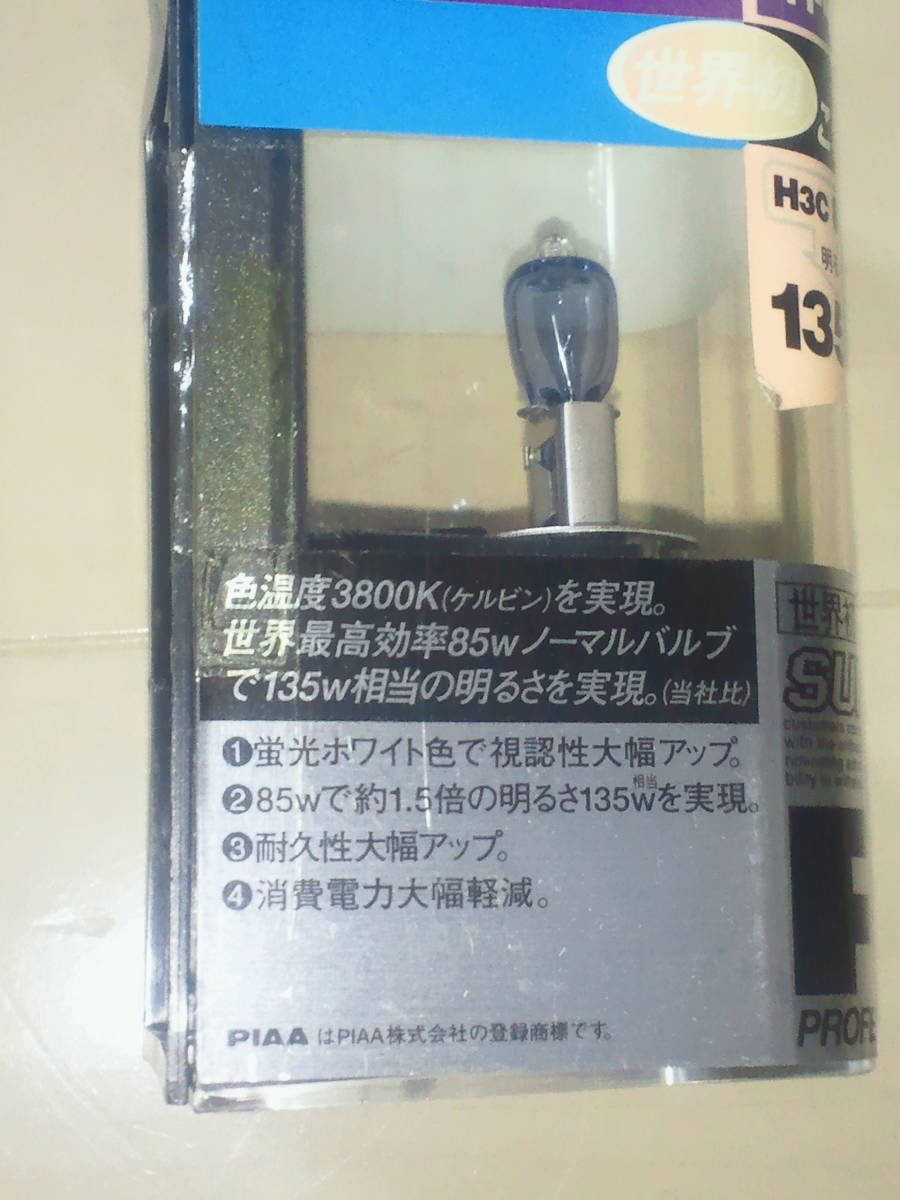 世界初
H3C
135
色温度3800K(ケルビン)を実現。
世界最高効率85wノーマルバルブ
で135w相当の明るさを実現。(当社比)
❶蛍光ホワイト色で視認性大幅アップ。
相当
❷85wで約1.5倍の明るさ135wを実現。
❸耐久性大幅アップ。
❹消費電力大幅軽減。
PIAA はPIAA株式会社の登録商標です。
世界初
SU
with the
PROFE